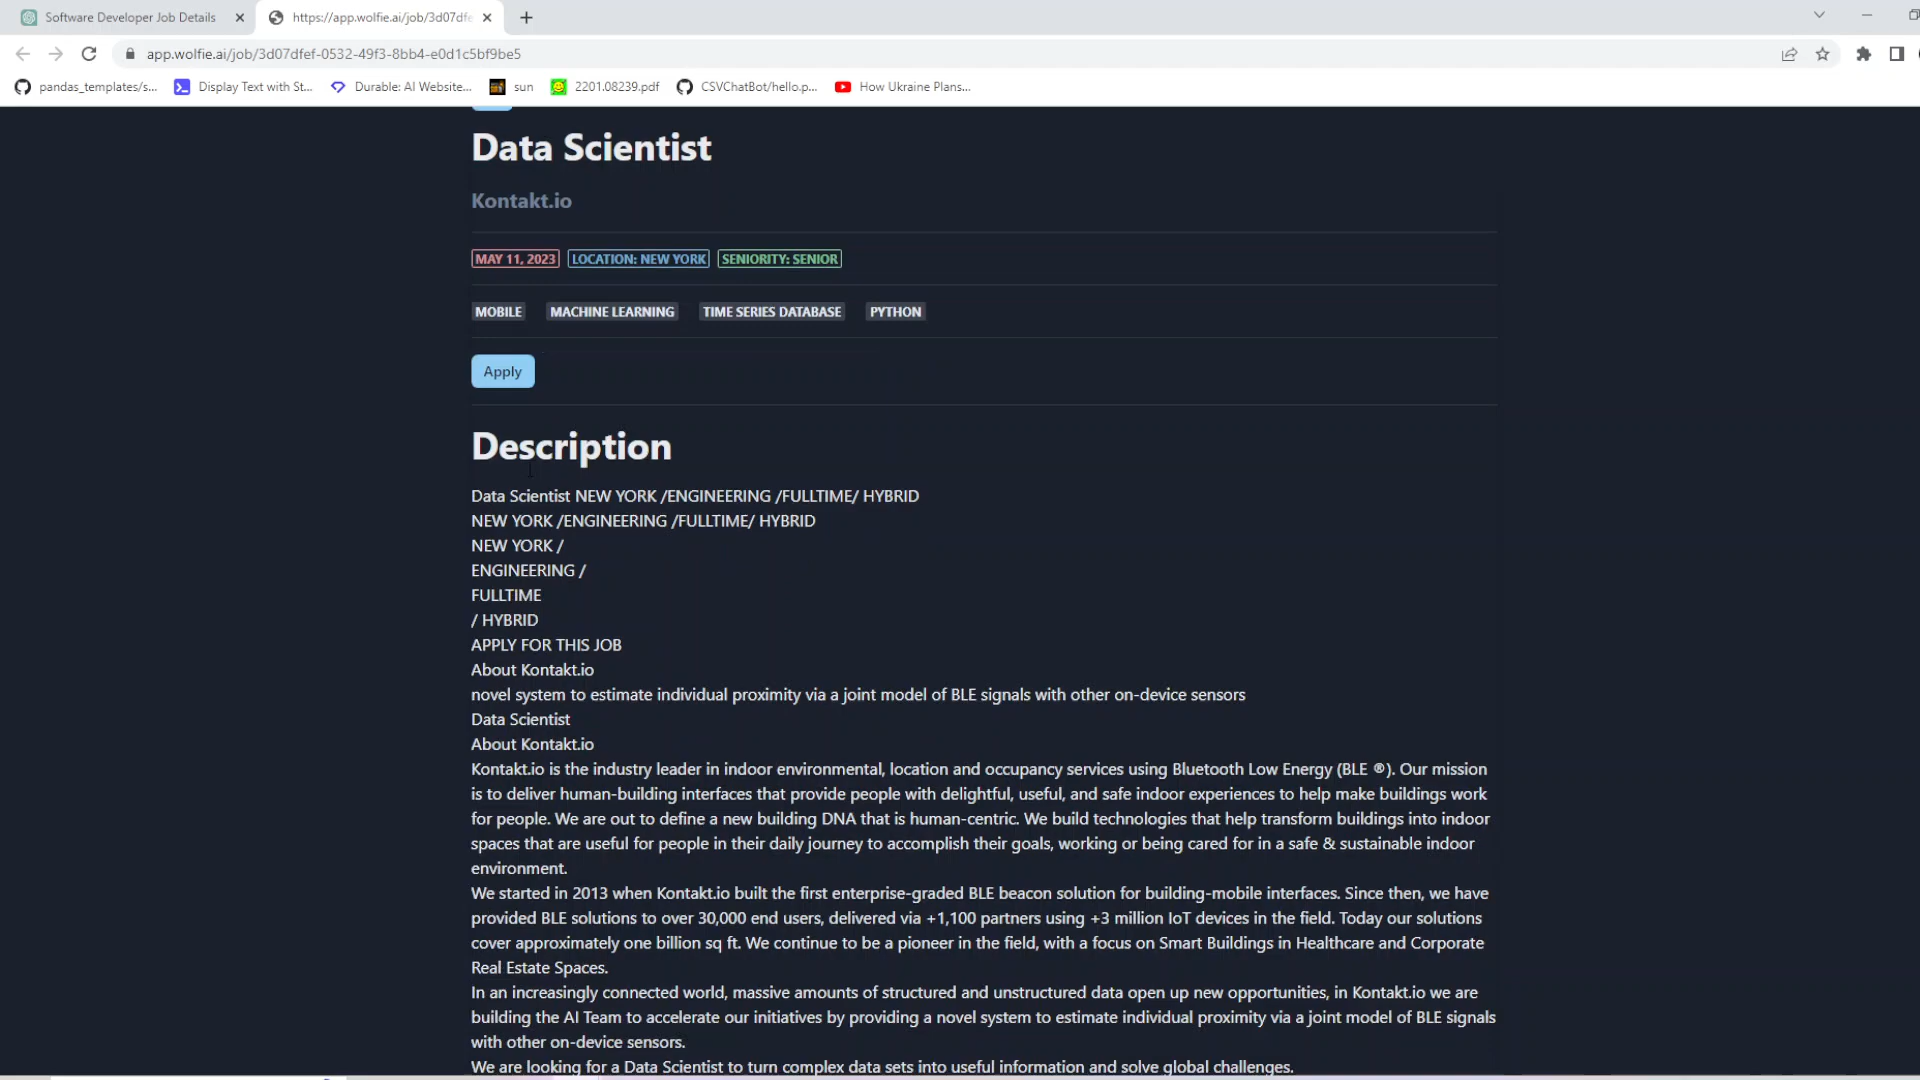 Software Developer Job Details
https://app.wolfie.ai/job/3d07dfe
app.wolfie.ai/job/3d07dfef-0532-49f3-8bb4-e0d1c5bf9be5
pandas_templates/s...
Display Text with St...
Durable: AI Website...
sun
2201.08239.pdf
CSVChatBot/hello.p...
How Ukraine Plans...
Data Scientist
Kontakt.io
MAY 11, 2023 LOCATION: NEW YORK SENIORITY: SENIOR
MOBILE MACHINE LEARNING TIME SERIES DATABASE PYTHON
Apply
Description
Data Scientist NEW YORK /ENGINEERING /FULLTIME/ HYBRID
NEW YORK /ENGINEERING /FULLTIME/ HYBRID
NEW YORK /
ENGINEERING /
FULLTIME
/ HYBRID
APPLY FOR THIS JOB
About Kontakt.io
novel system to estimate individual proximity via a joint model of BLE signals with other on-device sensors
Data Scientist
About Kontakt.io
Kontakt.io is the industry leader in indoor environmental, location and occupancy services using Bluetooth Low Energy (BLE ®). Our mission
is to deliver human-building interfaces that provide people with delightful, useful, and safe indoor experiences to help make buildings work
for people. We are out to define a new building DNA that is human-centric. We build technologies that help transform buildings into indoor
spaces that are useful for people in their daily journey to accomplish their goals, working or being cared for in a safe & sustainable indoor
environment.
We started in 2013 when Kontakt.io built the first enterprise-graded BLE beacon solution for building-mobile interfaces. Since then, we have
provided BLE solutions to over 30,000 end users, delivered via +1,100 partners using +3 million IoT devices in the field. Today our solutions
cover approximately one billion sq ft. We continue to be a pioneer in the field, with a focus on Smart Buildings in Healthcare and Corporate
Real Estate Spaces.
In an increasingly connected world, massive amounts of structured and unstructured data open up new opportunities, in Kontakt.io we are
building the AI Team to accelerate our initiatives by providing a novel system to estimate individual proximity via a joint model of BLE signals
with other on-device sensors.
We are looking for a Data Scientist to turn complex data sets into useful information and solve global challenges.